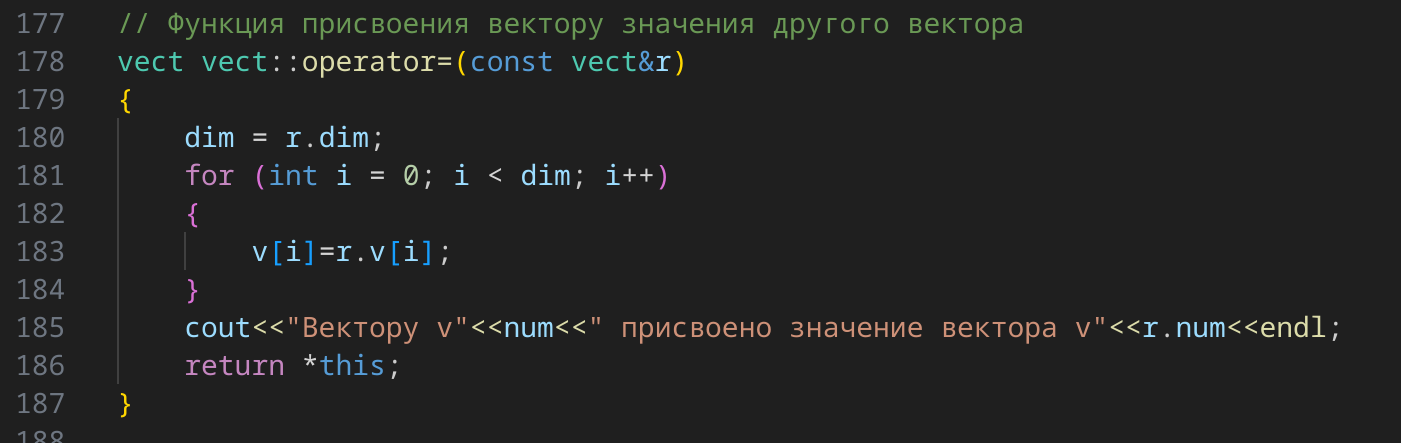 177 // Функция присвоения вектору значения другого вектора
178 vect vect::operator=(const vect&r)
179 {
180     dim = r.dim;
181     for (int i = 0; i < dim; i++)
182     {
183         v[i]=r.v[i];
184     }
185     cout<<"Вектору v"<<num<<" присвоено значение вектора v"<<r.num<<endl;
186     return *this;
187 }
188